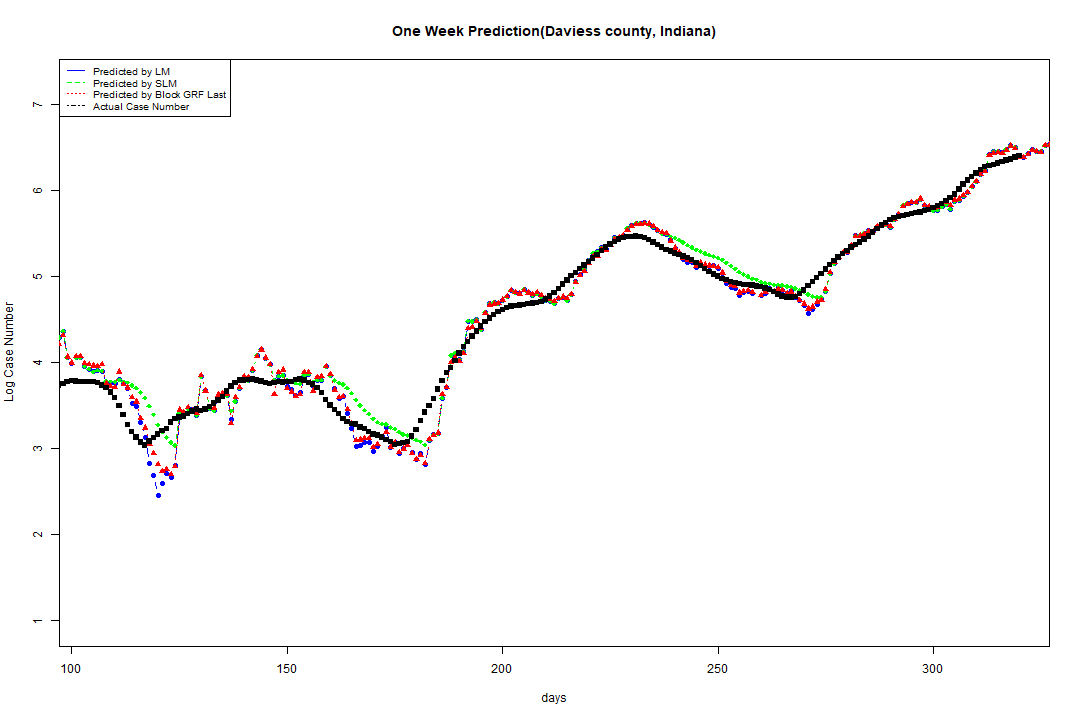 One Week Prediction(Daviess county, Indiana)
Predicted by LM
Predicted by SLM
Predicted by Block GRF Last
Actual Case Number
7
6
5
4
3
2
1
Log Case Number
100 150 200 250 300
days